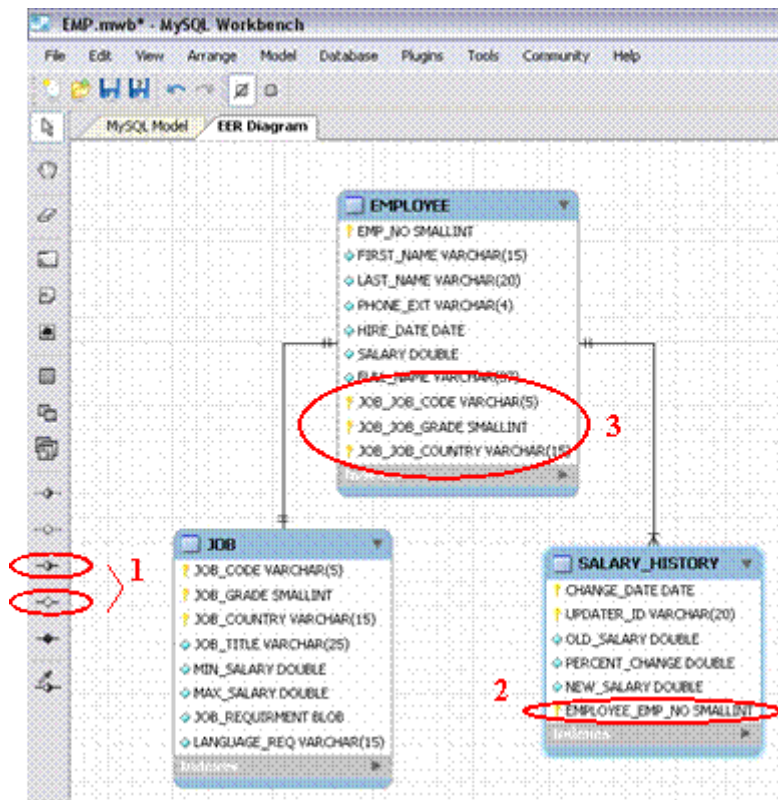 EMP.mwb* - MySQL Workbench
File Edit View Arrange Model Database Plugins Tools Community Help
MySQL Model EER Diagram
EMPLOYEE
EMP_NO SMALLINT
FIRST_NAME VARCHAR(15)
LAST_NAME VARCHAR(20)
PHONE_EXT VARCHAR(4)
HIRE_DATE DATE
SALARY DOUBLE
FULL_NAME VARCHAR(37)
JOB_JOB_CODE VARCHAR(5)
JOB_JOB_GRADE SMALLINT
JOB_JOB_COUNTRY VARCHAR(15)
3
1
JOB
JOB_CODE VARCHAR(5)
JOB_GRADE SMALLINT
JOB_COUNTRY VARCHAR(15)
JOB_TITLE VARCHAR(25)
MIN_SALARY DOUBLE
MAX_SALARY DOUBLE
JOB_REQUIRMENT BLOB
LANGUAGE_REQ VARCHAR(15)
Indexes
2
SALARY_HISTORY
CHANGE_DATE DATE
UPDATER_ID VARCHAR(20)
OLD_SALARY DOUBLE
PERCENT_CHANGE DOUBLE
NEW_SALARY DOUBLE
EMPLOYEE_EMP_NO SMALLINT
Indexes